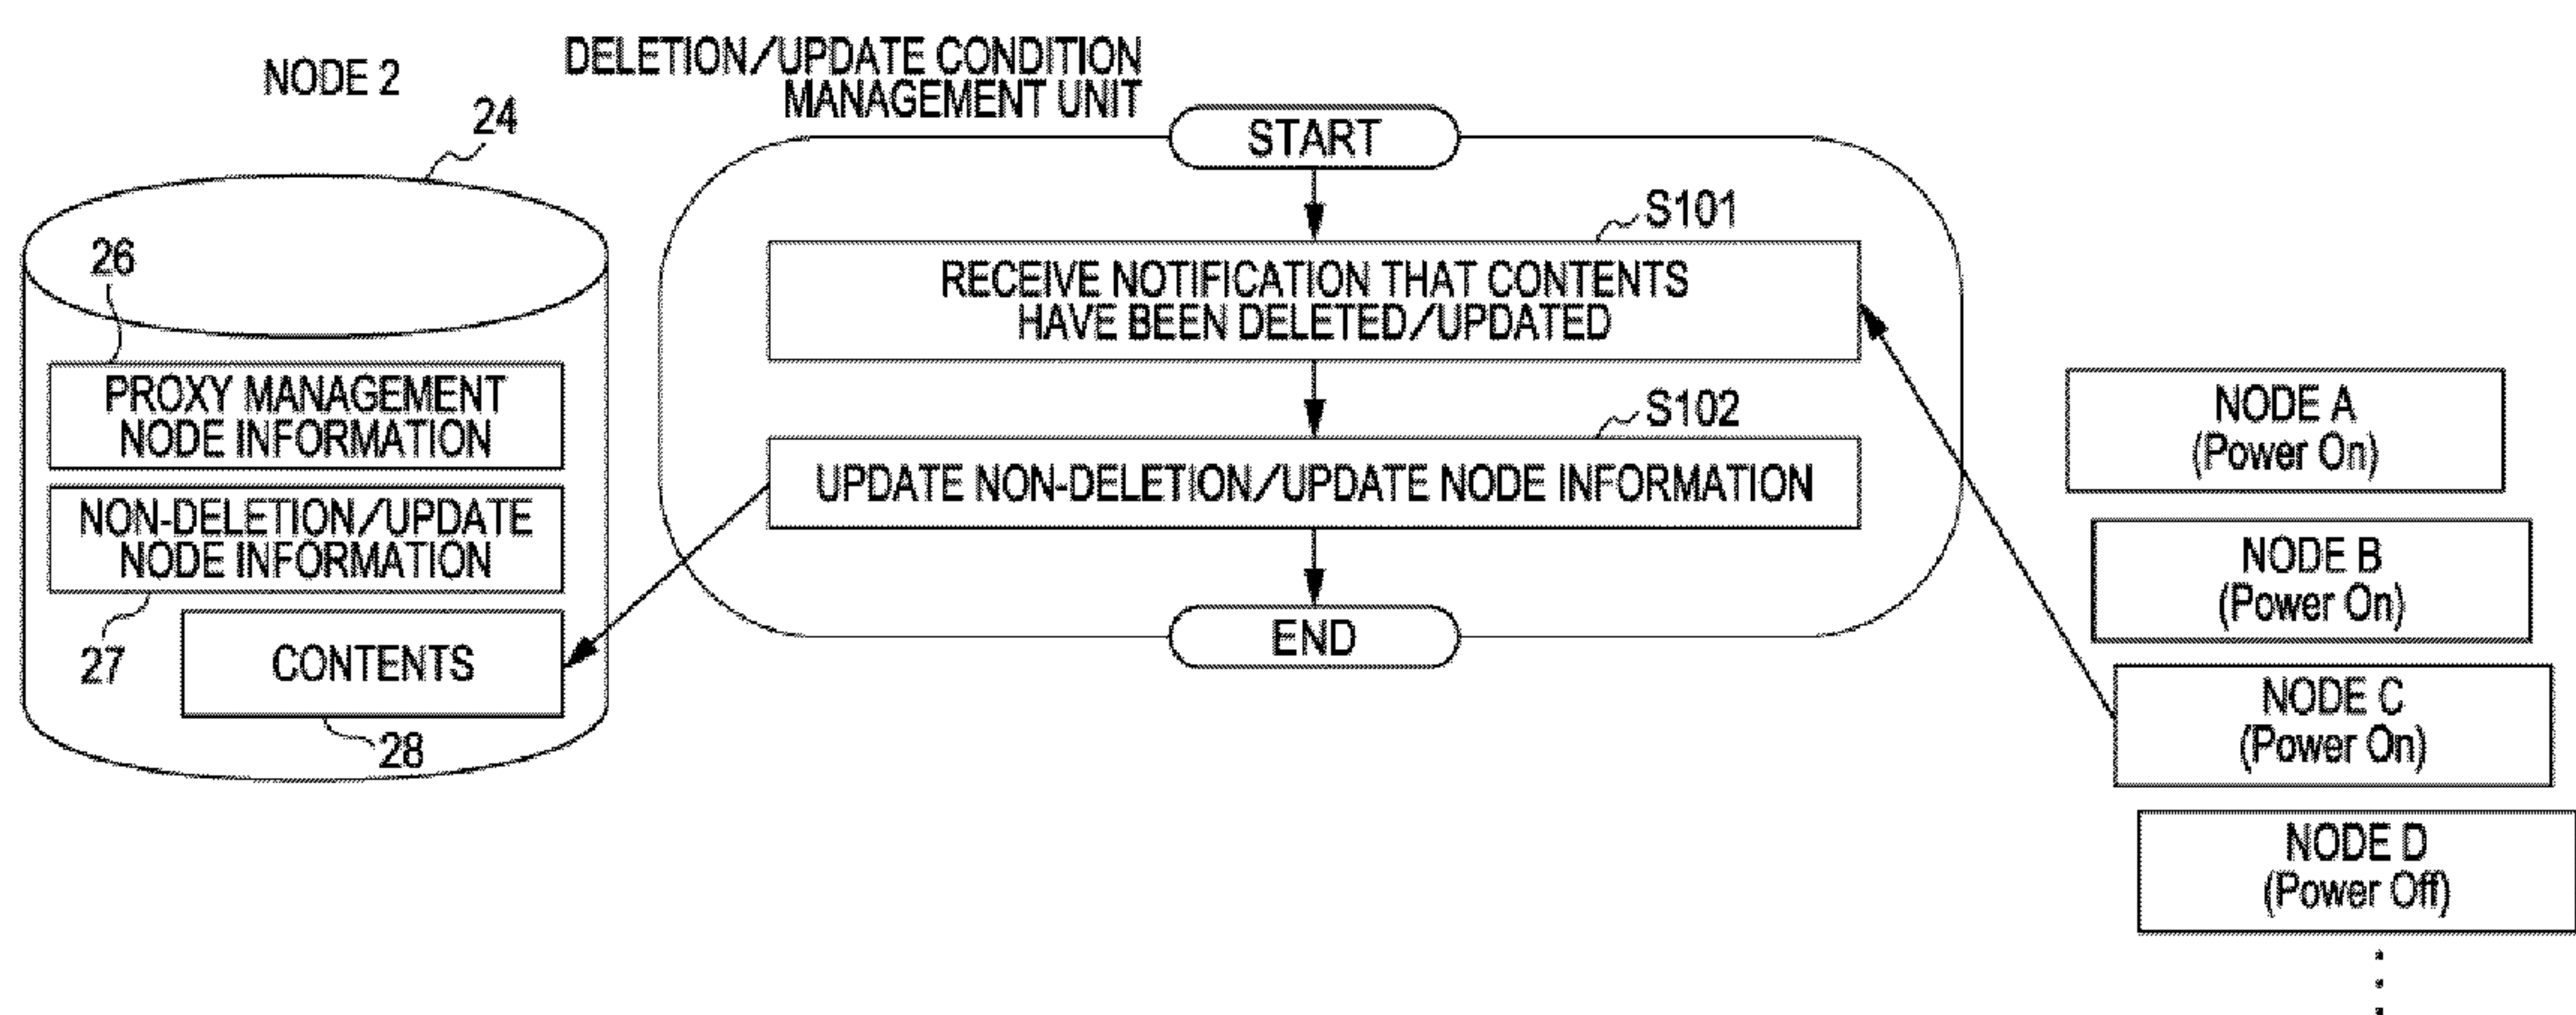 NODE 2
24
26
PROXY MANAGEMENT
NODE INFORMATION
NON-DELETION/UPDATE
NODE INFORMATION
27
CONTENTS
28
DELETION/UPDATE CONDITION
MANAGEMENT UNIT
START
S101
RECEIVE NOTIFICATION THAT CONTENTS
HAVE BEEN DELETED/UPDATED
S102
UPDATE NON-DELETION/UPDATE NODE INFORMATION
END
NODE A
(Power On)
NODE B
(Power On)
NODE C
(Power On)
NODE D
(Power Off)